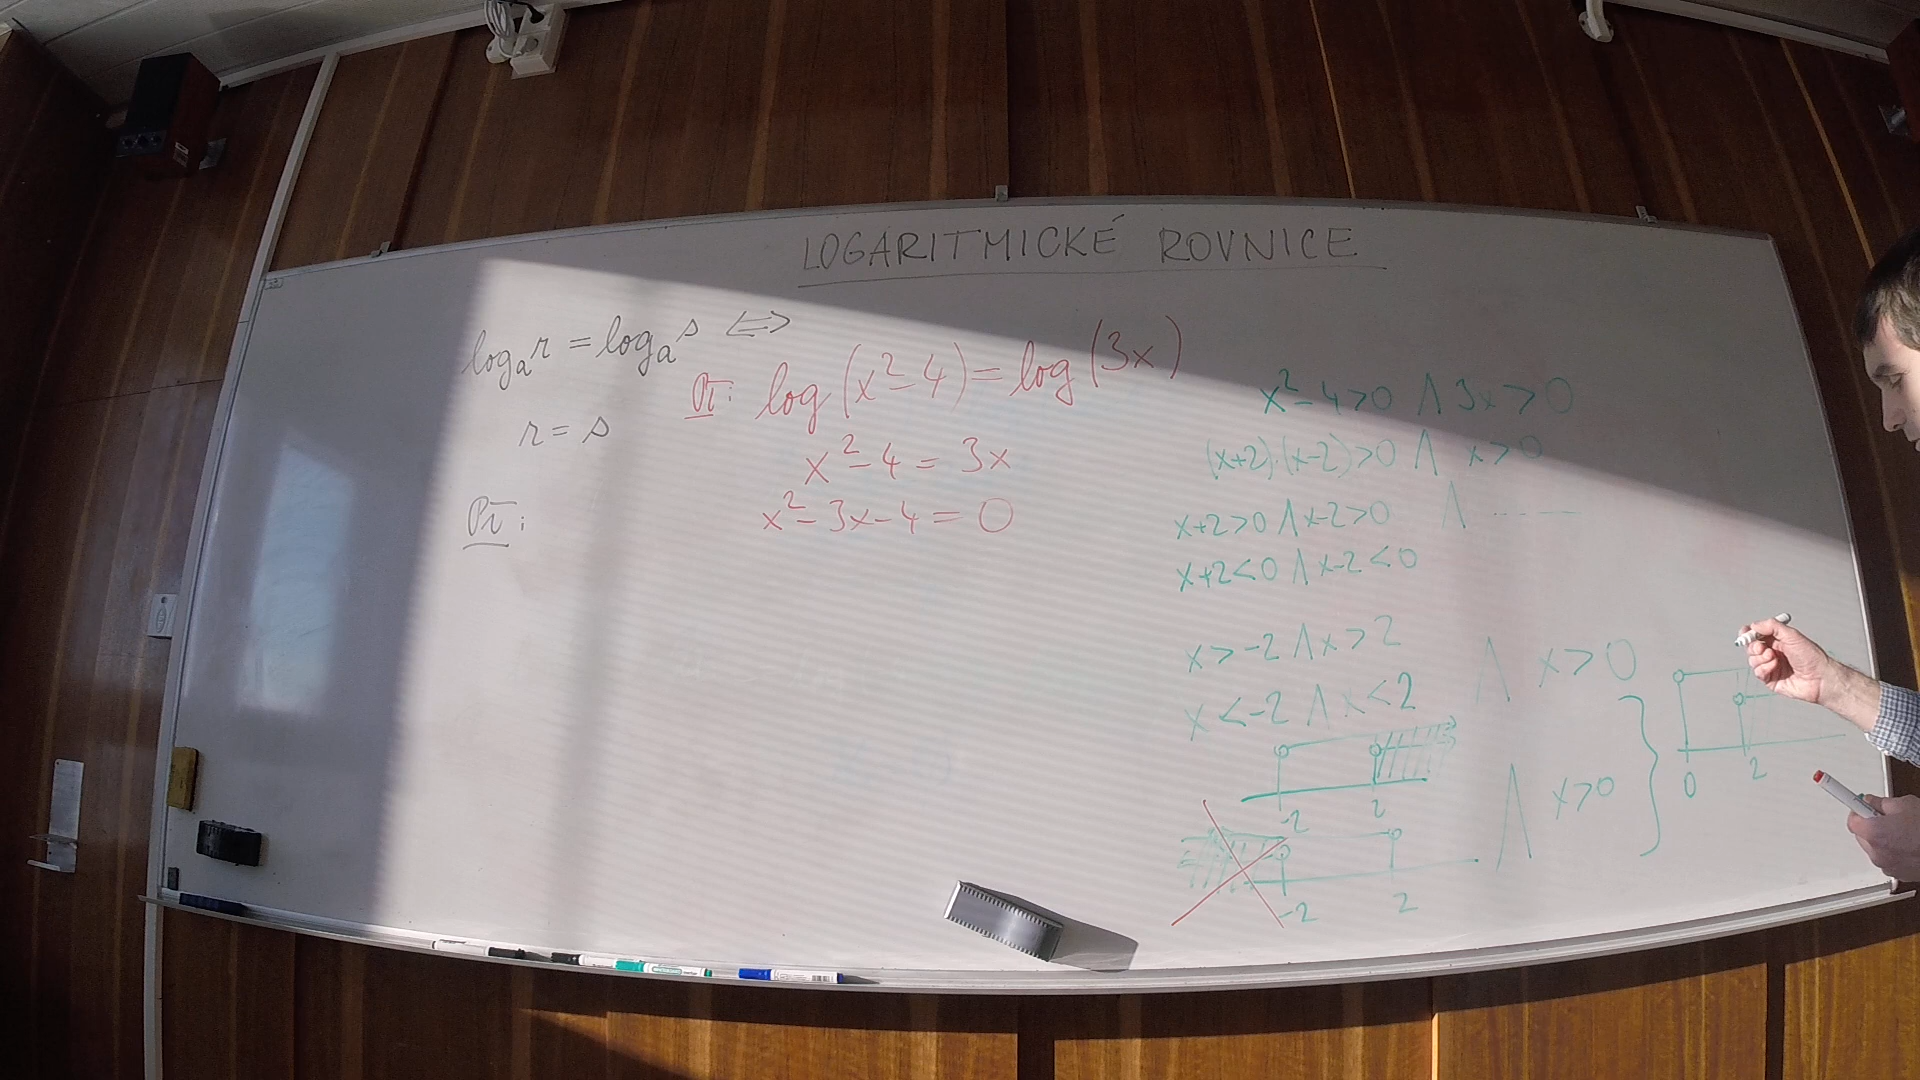 LOGARITMICKÉ ROVNICE
logₐr = logₐs ⇔
r = s
Př:
Př: log(x²-4) = log(3x)
x²-4 = 3x
x²-3x-4 = 0
x²-4>0 ∧ 3x>0
(x+2).(x-2)>0 ∧ x>0
x+2>0 ∧ x-2>0 ∧ -----
x+2<0 ∧ x-2<0
x>-2 ∧ x>2 ∧ x>0
x<-2 ∧ x<2
-2 2
∧ x>0
-2 2
0 2